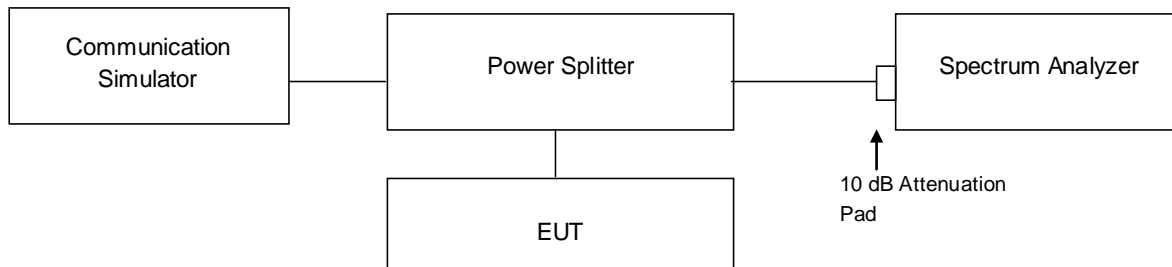 Communication
Simulator
Power Splitter
Spectrum Analyzer
10 dB Attenuation
Pad
EUT